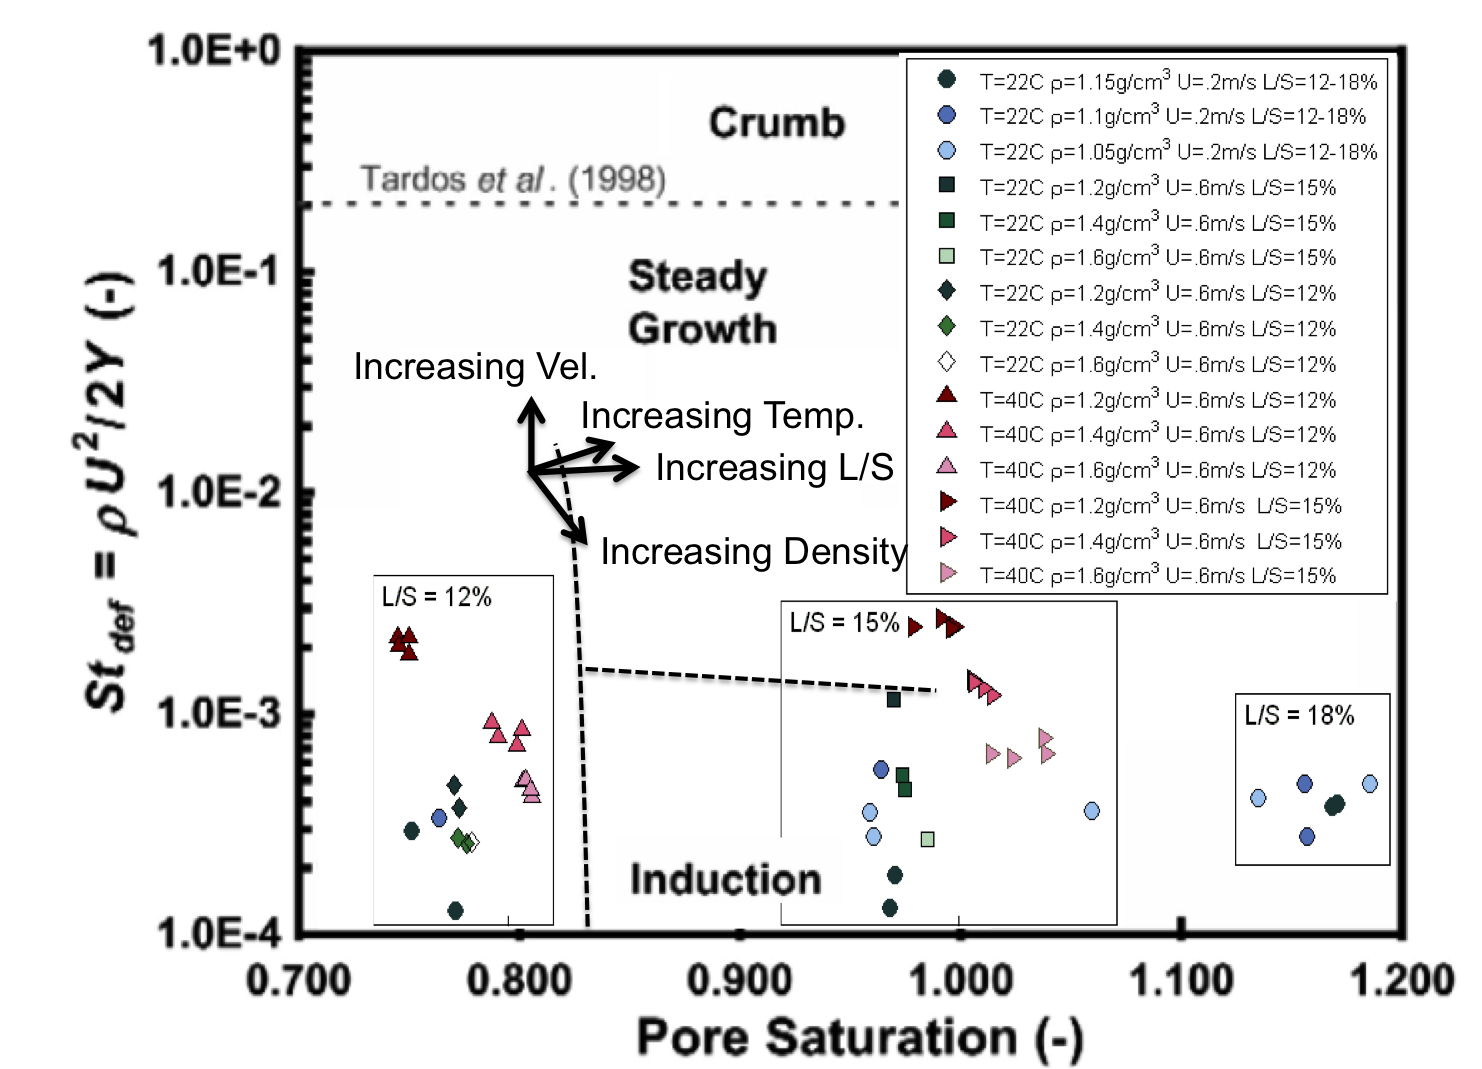 1.0E+0
Crumb
Tardos et al. (1998)
1.0E-1
Steady
Growth
Increasing Vel.
Increasing Temp.
Increasing L/S
1.0E-2
Increasing Density
L/S = 12%
L/S = 15%
1.0E-3
L/S = 18%
Induction
1.0E-4
0.700 0.800 0.900 1.000 1.100 1.200
Pore Saturation (-)
St def = ρU²/2Y (-)
T=22C ρ=1.15g/cm³ U=.2m/s L/S=12-18%
T=22C ρ=1.1g/cm³ U=.2m/s L/S=12-18%
T=22C ρ=1.05g/cm³ U=.2m/s L/S=12-18%
T=22C ρ=1.2g/cm³ U=.6m/s L/S=15%
T=22C ρ=1.4g/cm³ U=.6m/s L/S=15%
T=22C ρ=1.6g/cm³ U=.6m/s L/S=15%
T=22C ρ=1.2g/cm³ U=.6m/s L/S=12%
T=22C ρ=1.4g/cm³ U=.6m/s L/S=12%
T=22C ρ=1.6g/cm³ U=.6m/s L/S=12%
T=40C ρ=1.2g/cm³ U=.6m/s L/S=12%
T=40C ρ=1.4g/cm³ U=.6m/s L/S=12%
T=40C ρ=1.6g/cm³ U=.6m/s L/S=12%
T=40C ρ=1.2g/cm³ U=.6m/s L/S=15%
T=40C ρ=1.4g/cm³ U=.6m/s L/S=15%
T=40C ρ=1.6g/cm³ U=.6m/s L/S=15%